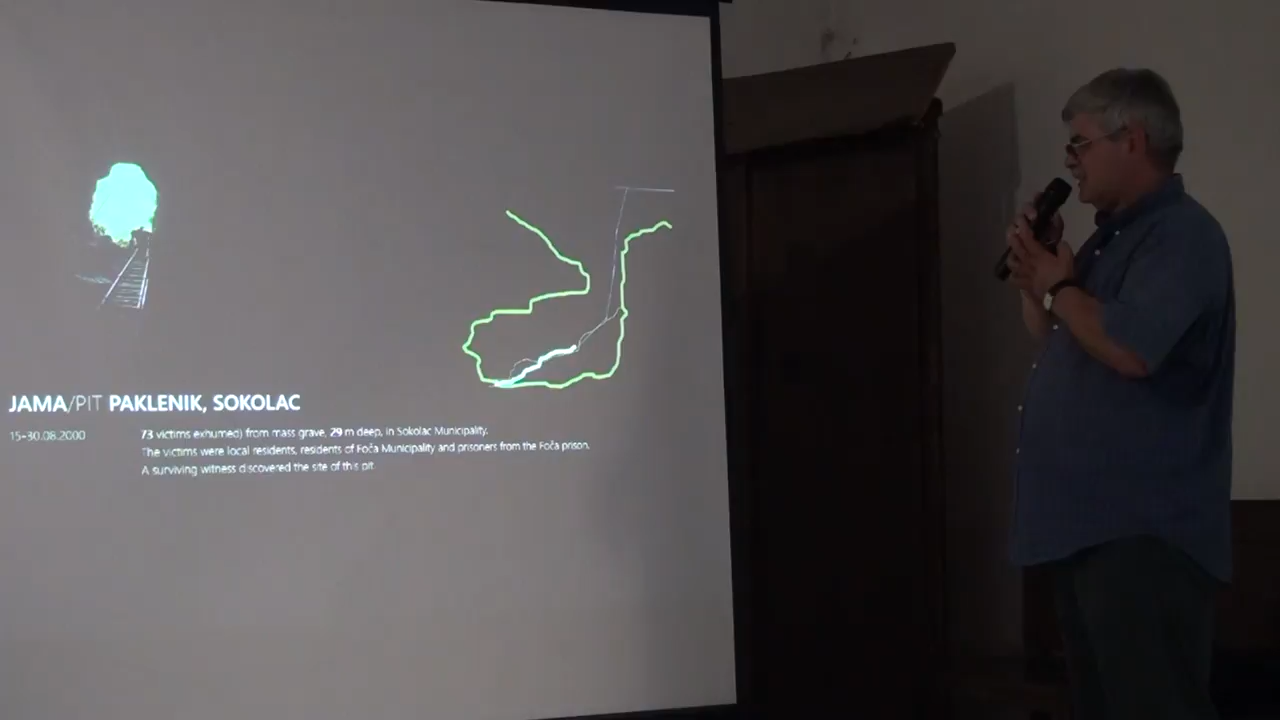 JAMA/PIT PAKLENIK, SOKOLAC
15-30.08.2000
73 victims exhumed) from mass grave, 29 m deep, in Sokolac Municipality.
The victims were local residents, residents of Foča Municipality and prisoners from the Foča prison.
A surviving witness discovered the site of this pit.